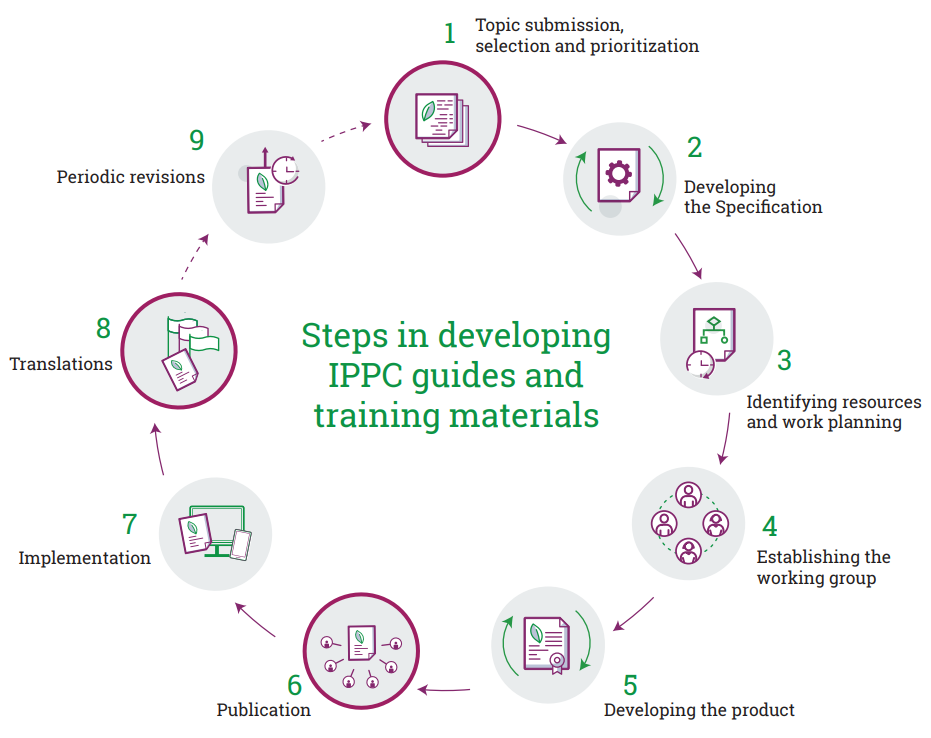 1
Topic submission,
selection and prioritization
2
Developing
the Specification
3
Identifying resources
and work planning
4
Establishing the
working group
5
Developing the product
6
Publication
7
Implementation
8
Translations
9
Periodic revisions
Steps in developing
IPPC guides and
training materials